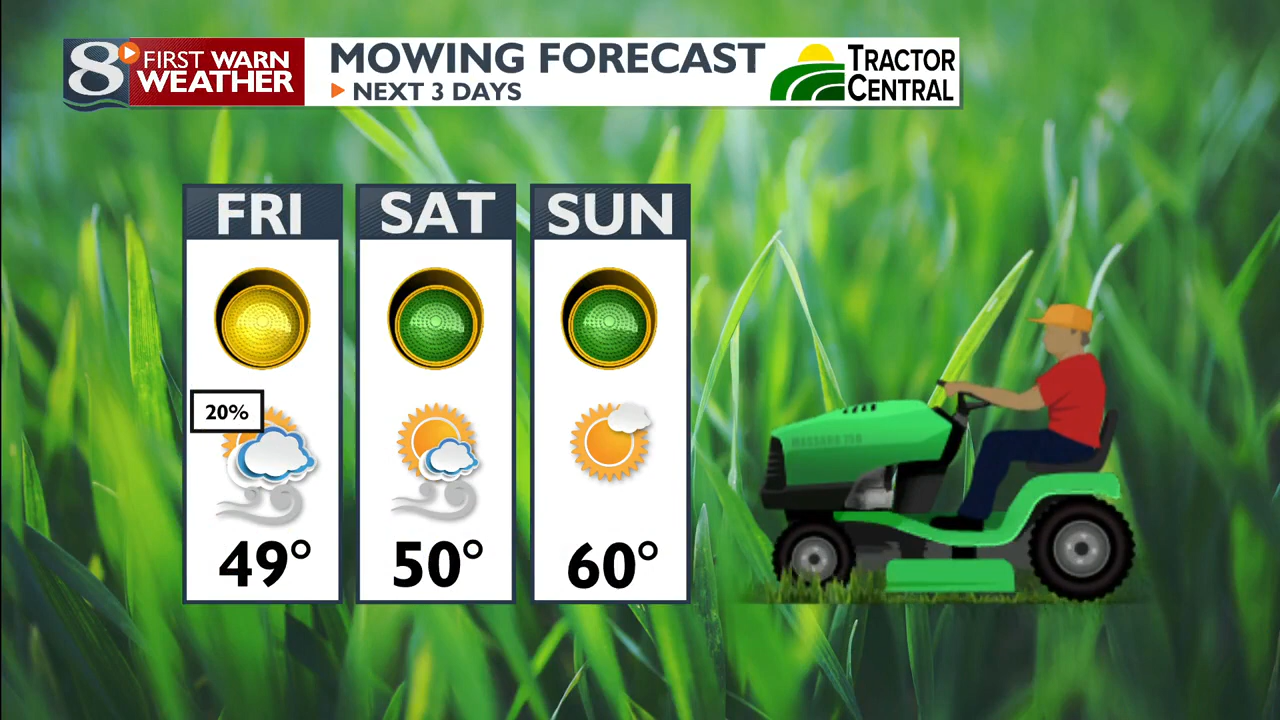 8 FIRST WARN
WEATHER
MOWING FORECAST
NEXT 3 DAYS
TRACTOR
CENTRAL
FRI SAT SUN
20%
49° 50° 60°